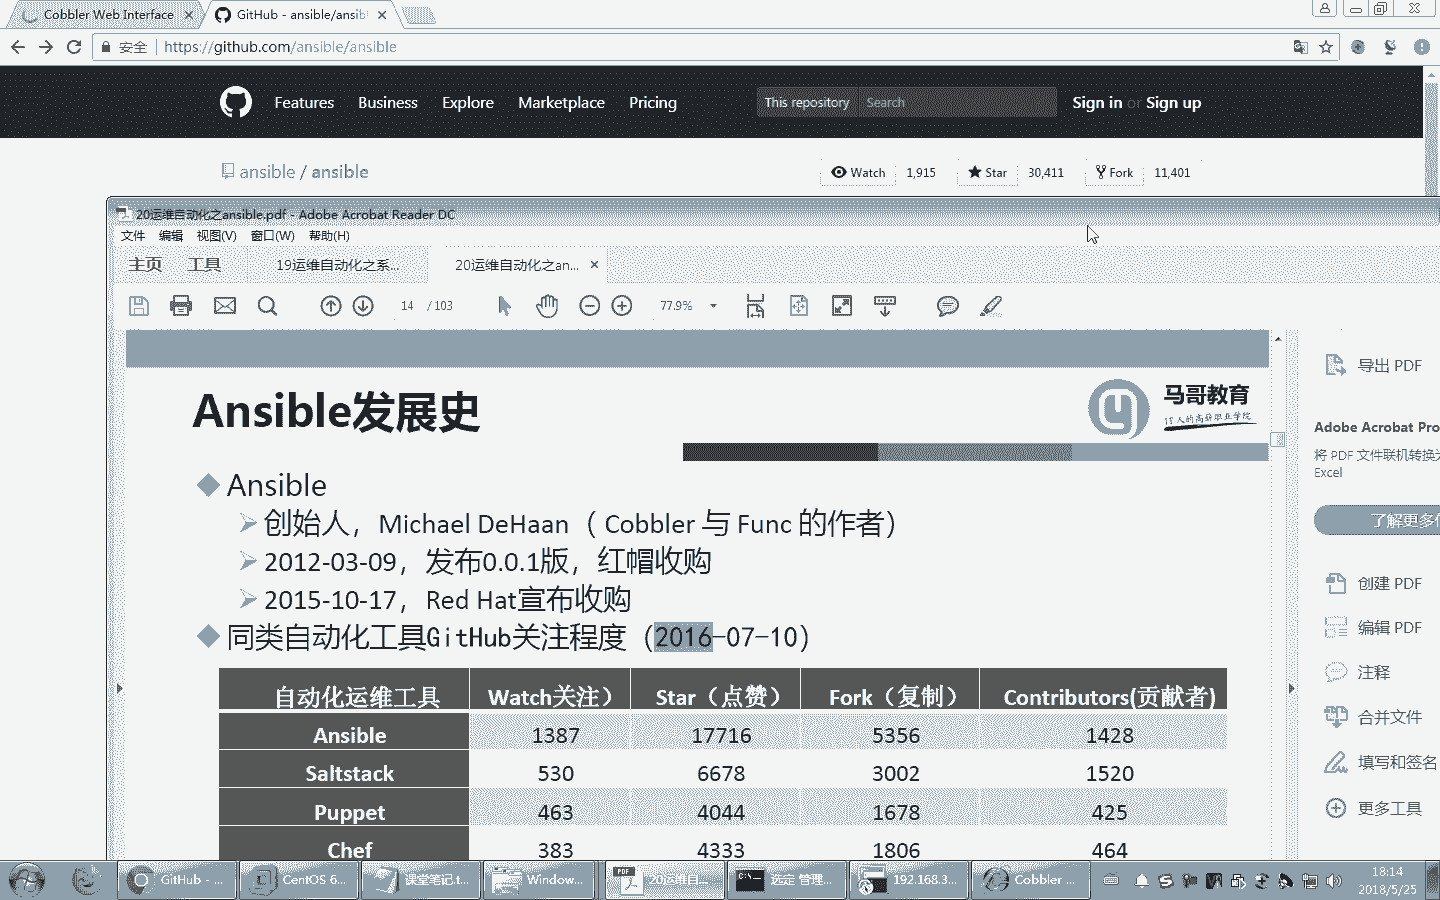 Cobbler Web Interface
GitHub - ansible/ansib
安全 | https://github.com/ansible/ansible
Features Business Explore Marketplace Pricing
This repository Search
Sign in or Sign up
ansible / ansible
Watch 1,915 Star 30,411 Fork 11,401
20运维自动化之ansible.pdf - Adobe Acrobat Reader DC
文件 编辑 视图(V) 窗口(W) 帮助(H)
主页 工具 19运维自动化之系... 20运维自动化之an...
14 / 103 77.9%
Ansible发展史
马哥教育
IT人的高薪职业学院
Ansible
创始人，Michael DeHaan（ Cobbler 与 Func 的作者）
2012-03-09，发布0.0.1版，红帽收购
2015-10-17，Red Hat宣布收购
同类自动化工具GitHub关注程度（2016-07-10）
自动化运维工具 Watch关注） Star（点赞） Fork（复制） Contributors(贡献者)
Ansible 1387 17716 5356 1428
Saltstack 530 6678 3002 1520
Puppet 463 4044 1678 425
Chef 383 4333 1806 464
导出 PDF
Adobe Acrobat Pro
将 PDF 文件联机转换为
Excel
了解更多
创建 PDF
编辑 PDF
注释
合并文件
填写和签名
更多工具
GitHub - ...
CentOS 6...
课堂笔记.t...
Window...
20运维自...
选定 管理...
192.168.3...
Cobbler ...
18:14
2018/5/25